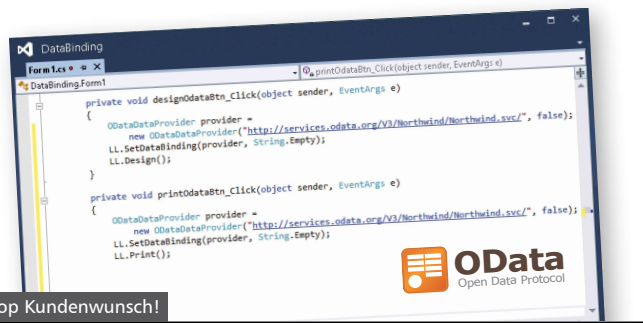 DataBinding
Form1.cs
DataBinding.Form1
printOdataBtn_Click(object sender, EventArgs e)
private void designOdataBtn_Click(object sender, EventArgs e)
{
ODataDataProvider provider =
new ODataDataProvider("http://services.odata.org/V3/Northwind/Northwind.svc/", false);
LL.SetDataBinding(provider, String.Empty);
LL.Design();
}
private void printOdataBtn_Click(object sender, EventArgs e)
{
ODataDataProvider provider =
new ODataDataProvider("http://services.odata.org/V3/Northwind/Northwind.svc/", false);
LL.SetDataBinding(provider, String.Empty);
LL.Print();
OData
Open Data Protocol
op Kundenwunsch!